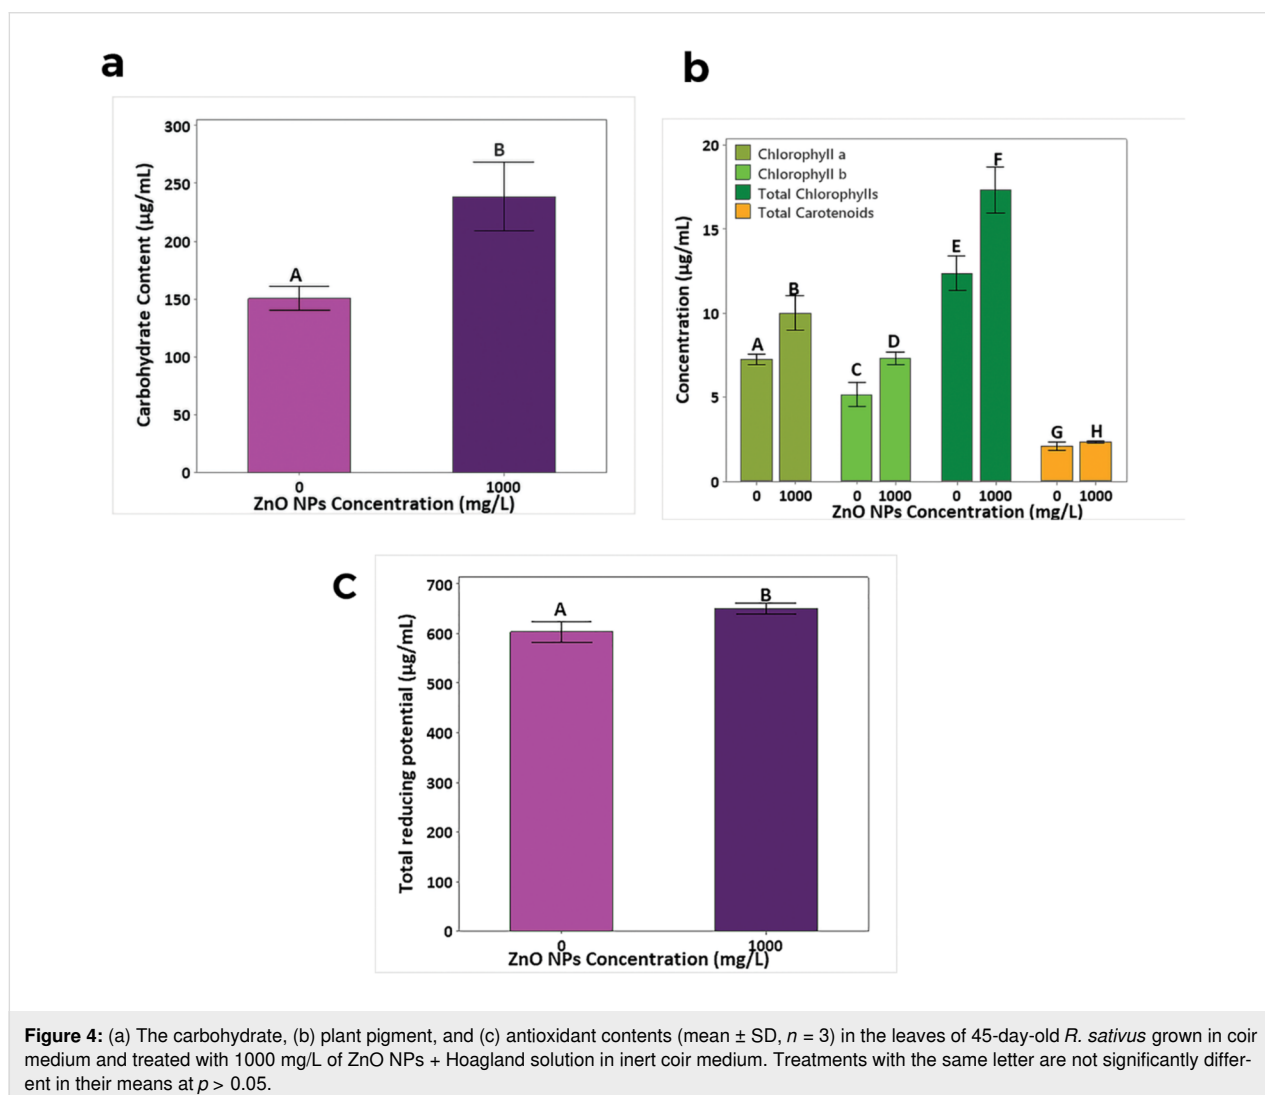 a
300
250
200
150
100
50
0
Carbohydrate Content (µg/mL)
A
B
0 1000
ZnO NPs Concentration (mg/L)
b
20
15
10
5
0
Concentration (µg/mL)
Chlorophyll a
Chlorophyll b
Total Chlorophylls
Total Carotenoids
A B C D E F G H
0 1000 0 1000 0 1000 0 1000
ZnO NPs Concentration (mg/L)
c
700
600
500
400
300
200
100
0
Total reducing potential (µg/mL)
A
B
0 1000
ZnO NPs Concentration (mg/L)
Figure 4: (a) The carbohydrate, (b) plant pigment, and (c) antioxidant contents (mean ± SD, n = 3) in the leaves of 45-day-old R. sativus grown in coir
medium and treated with 1000 mg/L of ZnO NPs + Hoagland solution in inert coir medium. Treatments with the same letter are not significantly differ-
ent in their means at p > 0.05.